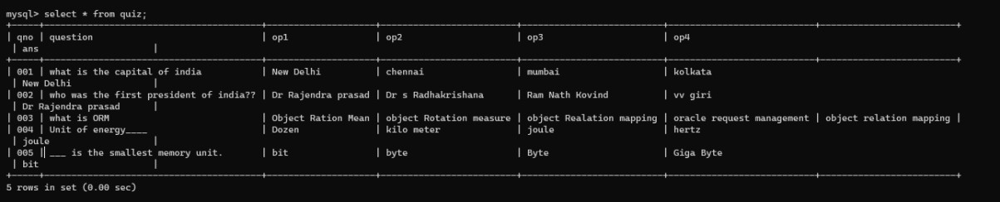 mysql> select * from quiz;
| qno | question | op1 | op2 | op3 | op4
| ans |
| 001 | what is the capital of india | New Delhi | chennai | mumbai | kolkata
| New Delhi |
| 002 | who was the first president of india?? | Dr Rajendra prasad | Dr s Radhakrishana | Ram Nath Kovind | vv giri
| Dr Rajendra prasad |
| 003 | what is ORM | Object Ration Mean | object Rotation measure | object Realation mapping | oracle request management | object relation mapping |
| 004 | Unit of energy____ | Dozen | kilo meter | joule | hertz
| joule |
| 005 | ___ is the smallest memory unit. | bit | byte | Byte | Giga Byte
| bit |
5 rows in set (0.00 sec)